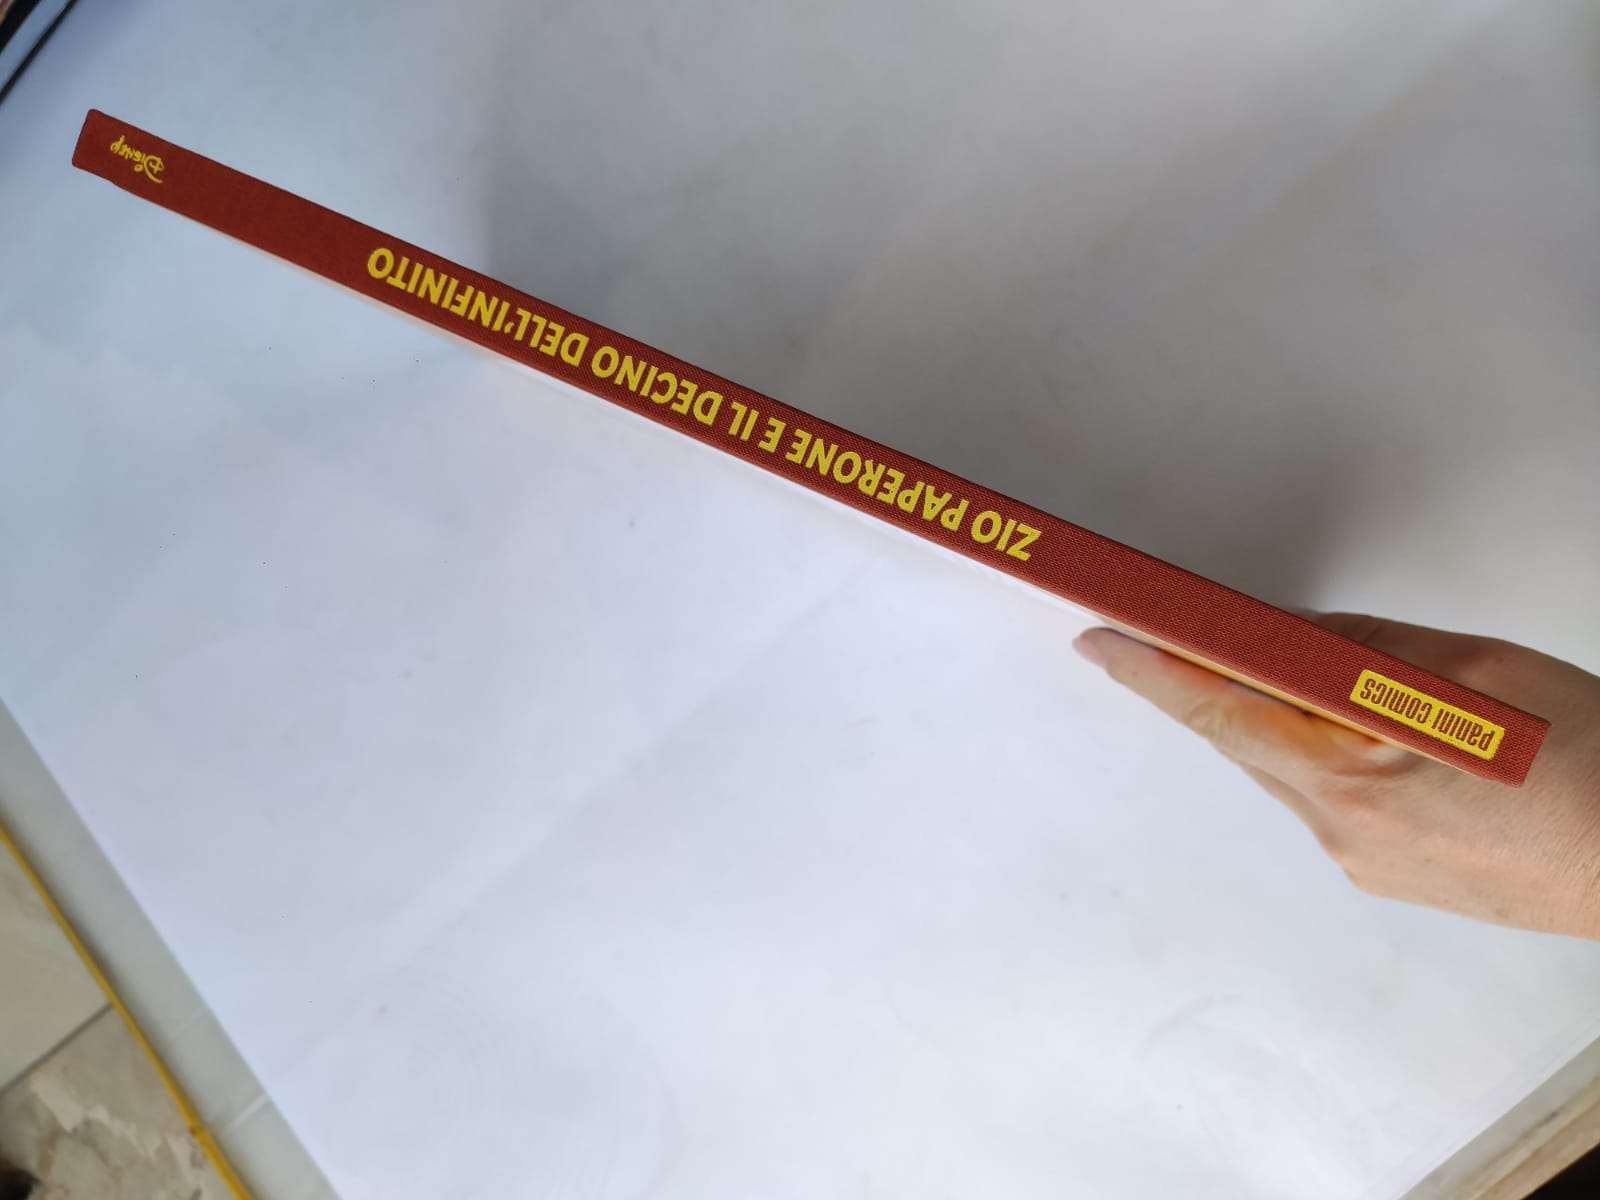 panini comics
ZIO PAPERONE E IL DECINO DELL'INFINITO
Disney